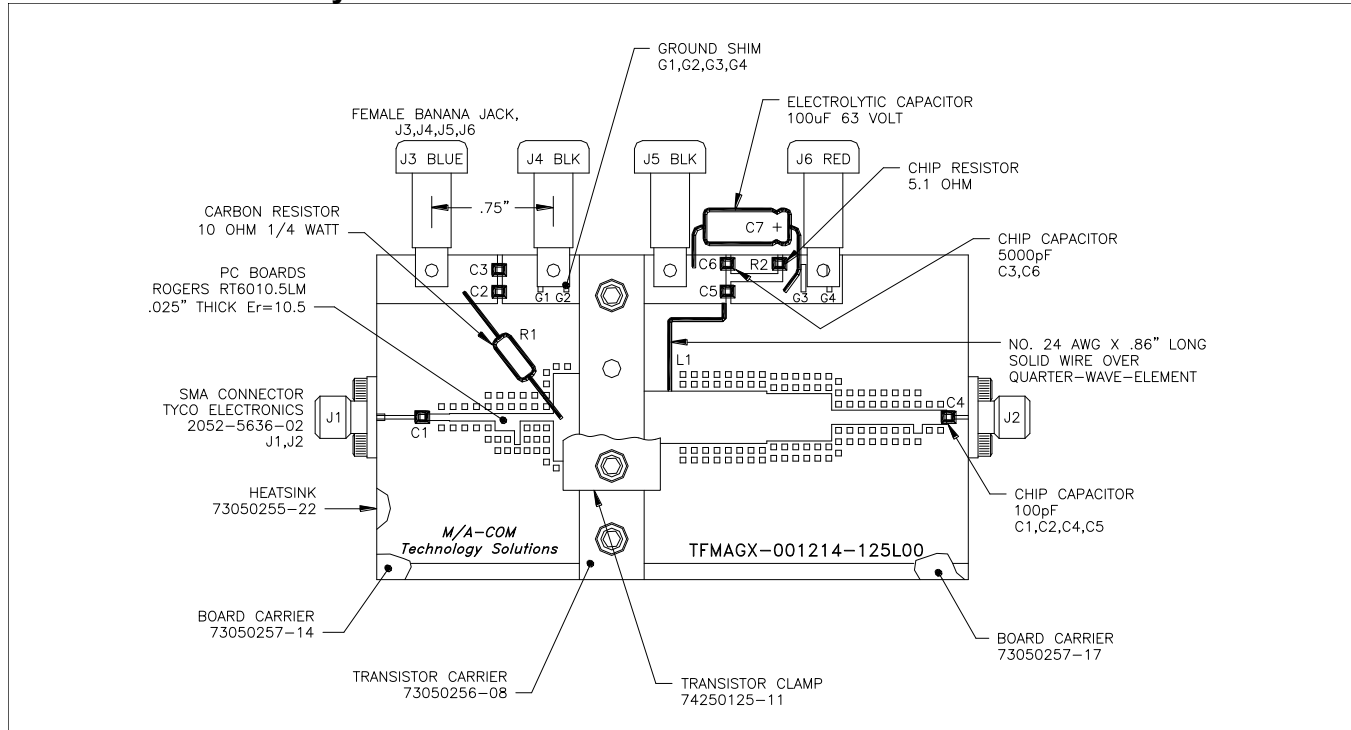 GROUND SHIM
G1,G2,G3,G4
ELECTROLYTIC CAPACITOR
100uF 63 VOLT
FEMALE BANANA JACK,
J3,J4,J5,J6
J3 BLUE
J4 BLK
J5 BLK
J6 RED
CHIP RESISTOR
5.1 OHM
.75"
CARBON RESISTOR
10 OHM 1/4 WATT
C7 +
CHIP CAPACITOR
5000pF
C3,C6
PC BOARDS
ROGERS RT6010.5LM
.025" THICK Er=10.5
C3
C2
G1 G2
C6
R2
C5
G3 G4
R1
L1
NO. 24 AWG X .86" LONG
SOLID WIRE OVER
QUARTER-WAVE-ELEMENT
SMA CONNECTOR
TYCO ELECTRONICS
2052-5636-02
J1,J2
J1
C1
C4
J2
HEATSINK
73050255-22
CHIP CAPACITOR
100pF
C1,C2,C4,C5
M/A-COM
Technology Solutions
TFMAGX-001214-125L00
BOARD CARRIER
73050257-14
BOARD CARRIER
73050257-17
TRANSISTOR CARRIER
73050256-08
TRANSISTOR CLAMP
74250125-11